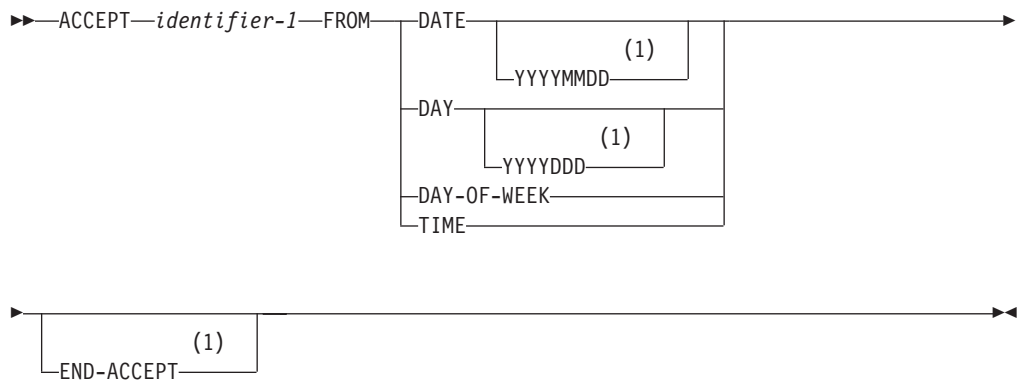 ACCEPT identifier-1 FROM DATE
(1)
YYYYMMDD
DAY
(1)
YYYYDDD
DAY-OF-WEEK
TIME
(1)
END-ACCEPT